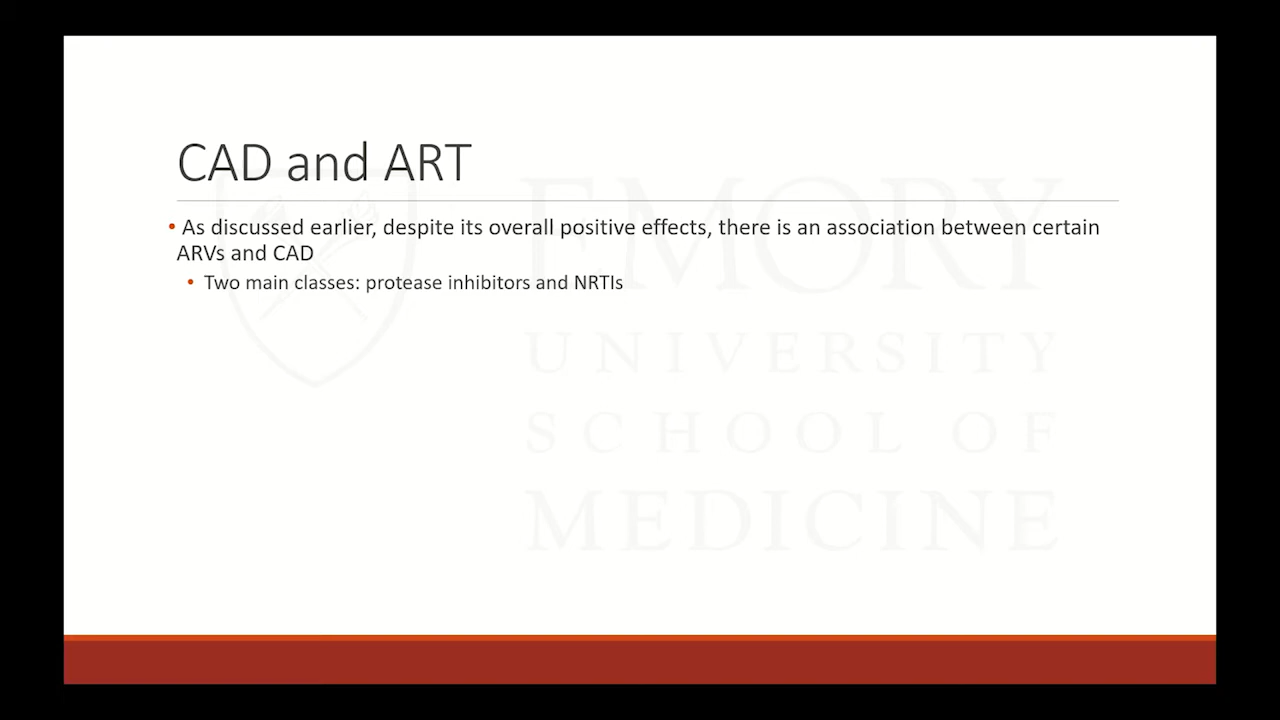 CAD and ART
• As discussed earlier, despite its overall positive effects, there is an association between certain
ARVs and CAD
• Two main classes: protease inhibitors and NRTIs
EMORY
UNIVERSITY
SCHOOL OF
MEDICINE